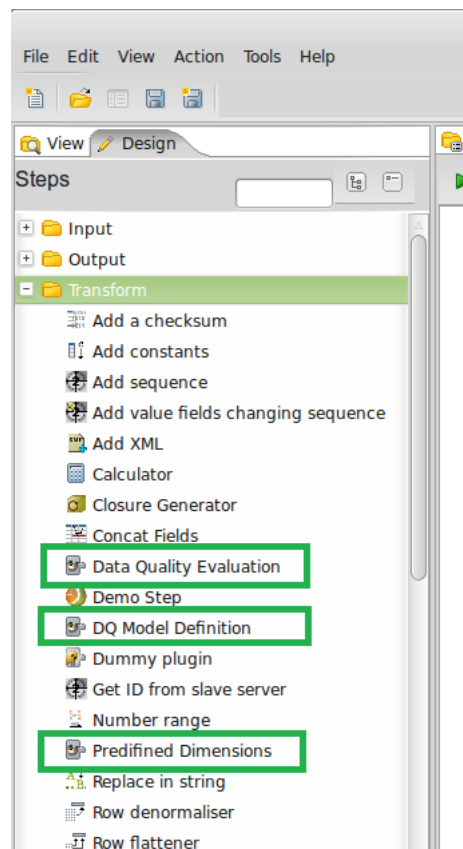 File Edit View Action Tools Help
View Design
Steps
Input
Output
Transform
Add a checksum
Add constants
Add sequence
Add value fields changing sequence
Add XML
Calculator
Closure Generator
Concat Fields
Data Quality Evaluation
Demo Step
DQ Model Definition
Dummy plugin
Get ID from slave server
Number range
Predifined Dimensions
Replace in string
Row denormaliser
Row flattener